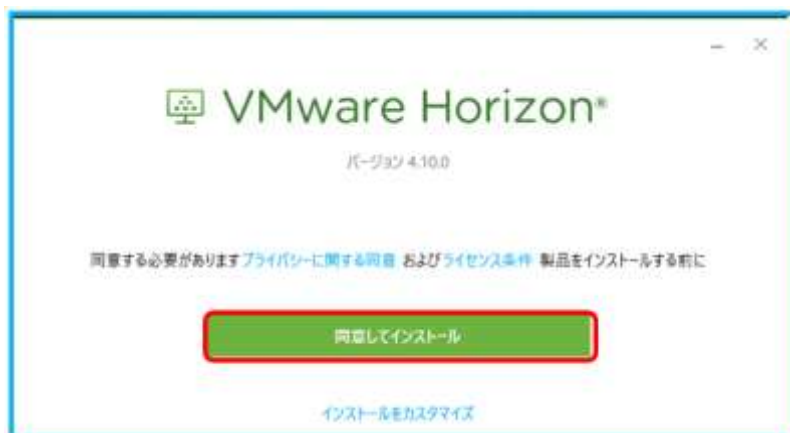 VMware Horizon®
バージョン 4.10.0
同意する必要がありますプライバシーに関する同意 およびライセンス条件 製品をインストールする前に
同意してインストール
インストールをカスタマイズ